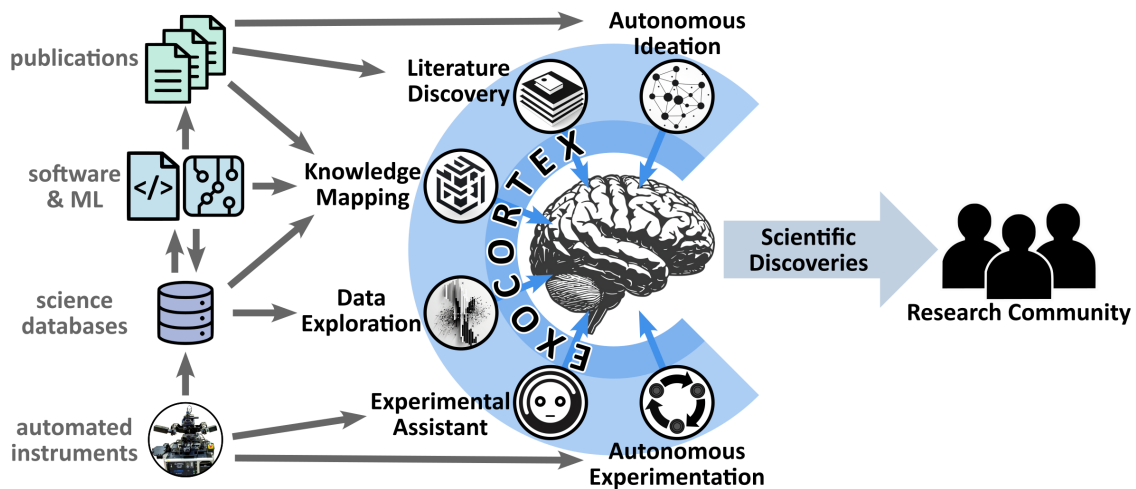 publications
software
& ML
</>
science
databases
automated
instruments
Autonomous
Ideation
Literature
Discovery
Knowledge
Mapping
Data
Exploration
Experimental
Assistant
Autonomous
Experimentation
EXOCORTEX
Scientific
Discoveries
Research Community